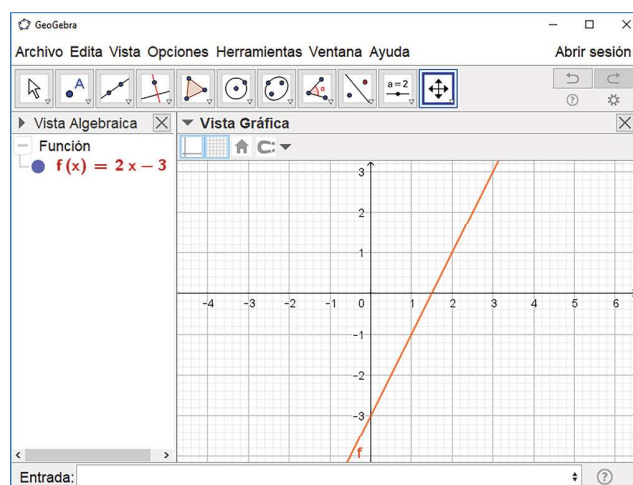 GeoGebra
Archivo Edita Vista Opciones Herramientas Ventana Ayuda Abrir sesión
A
α
a=2
Vista Algebraica
Vista Gráfica
Función
f(x) = 2 x − 3
3
2
1
-4 -3 -2 -1 0 1 2 3 4 5 6
-1
-2
-3
f
Entrada: